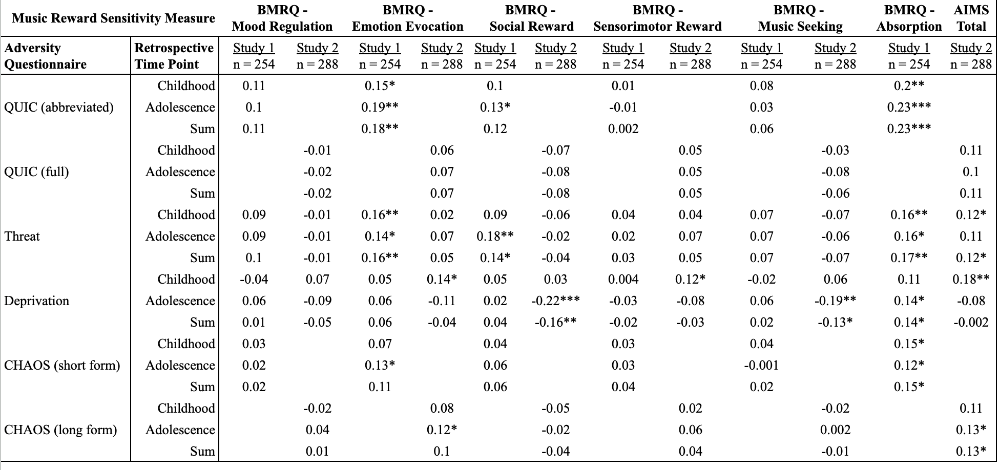 Music Reward Sensitivity Measure BMRQ - Mood Regulation BMRQ - Emotion Evocation BMRQ - Social Reward BMRQ - Sensorimotor Reward BMRQ - Music Seeking BMRQ - Absorption AIMS Total
Adversity Questionnaire Retrospective Time Point Study 1 n = 254 Study 2 n = 288 Study 1 n = 254 Study 2 n = 288 Study 1 n = 254 Study 2 n = 288 Study 1 n = 254 Study 2 n = 288 Study 1 n = 254 Study 2 n = 288 Study 1 n = 254 Study 2 n = 288
Childhood 0.11 0.15* 0.1 0.01 0.08 0.2**
QUIC (abbreviated) Adolescence 0.1 0.19** 0.13* -0.01 0.03 0.23***
Sum 0.11 0.18** 0.12 0.002 0.06 0.23***
Childhood -0.01 0.06 -0.07 0.05 -0.03 0.11
QUIC (full) Adolescence -0.02 0.07 -0.08 0.05 -0.08 0.1
Sum -0.02 0.07 -0.08 0.05 -0.06 0.11
Childhood 0.09 -0.01 0.16** 0.02 0.09 -0.06 0.04 0.04 0.07 -0.07 0.16** 0.12*
Threat Adolescence 0.09 -0.01 0.14* 0.07 0.18** -0.02 0.02 0.07 0.07 -0.06 0.16* 0.11
Sum 0.1 -0.01 0.16** 0.05 0.14* -0.04 0.03 0.05 0.07 -0.07 0.17** 0.12*
Childhood -0.04 0.07 0.05 0.14* 0.05 0.03 0.004 0.12* -0.02 0.06 0.11 0.18**
Deprivation Adolescence 0.06 -0.09 0.06 -0.11 0.02 -0.22*** -0.03 -0.08 0.06 -0.19** 0.14* -0.08
Sum 0.01 -0.05 0.06 -0.04 0.04 -0.16** -0.02 -0.03 0.02 -0.13* 0.14* -0.002
Childhood 0.03 0.07 0.04 0.03 0.04 0.15*
CHAOS (short form) Adolescence 0.02 0.13* 0.06 0.03 -0.001 0.12*
Sum 0.02 0.11 0.06 0.04 0.02 0.15*
Childhood -0.02 0.08 -0.05 0.02 -0.02 0.11
CHAOS (long form) Adolescence 0.04 0.12* -0.02 0.06 0.002 0.13*
Sum 0.01 0.1 -0.04 0.04 -0.01 0.13*